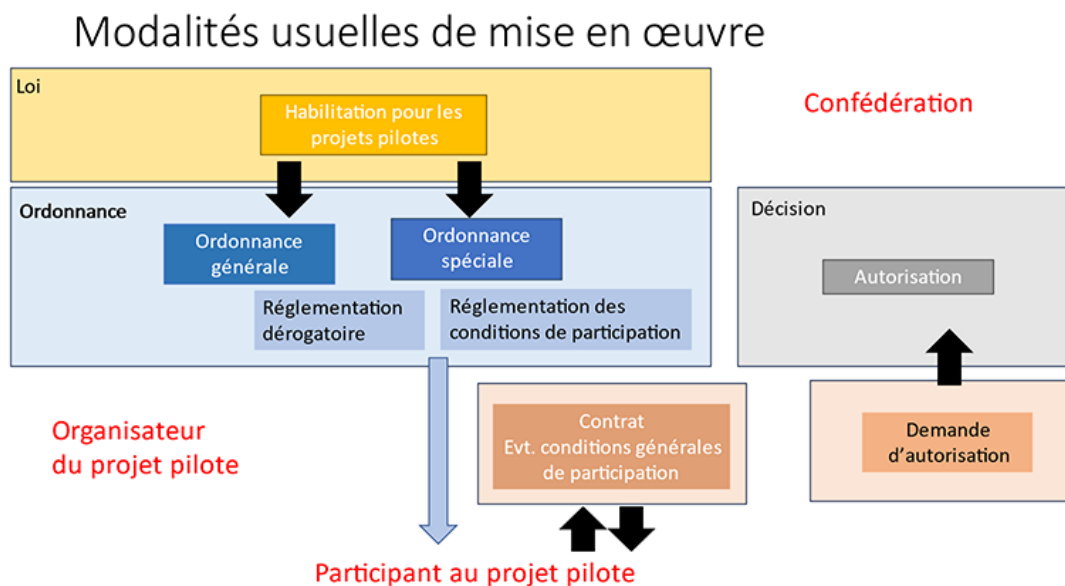 Modalités usuelles de mise en œuvre
Loi
Habilitation pour les
projets pilotes
Confédération
Ordonnance
Ordonnance
générale
Ordonnance
spéciale
Réglementation
dérogatoire
Réglementation des
conditions de participation
Décision
Autorisation
Organisateur
du projet pilote
Contrat
Evt. conditions générales
de participation
Demande
d'autorisation
Participant au projet pilote